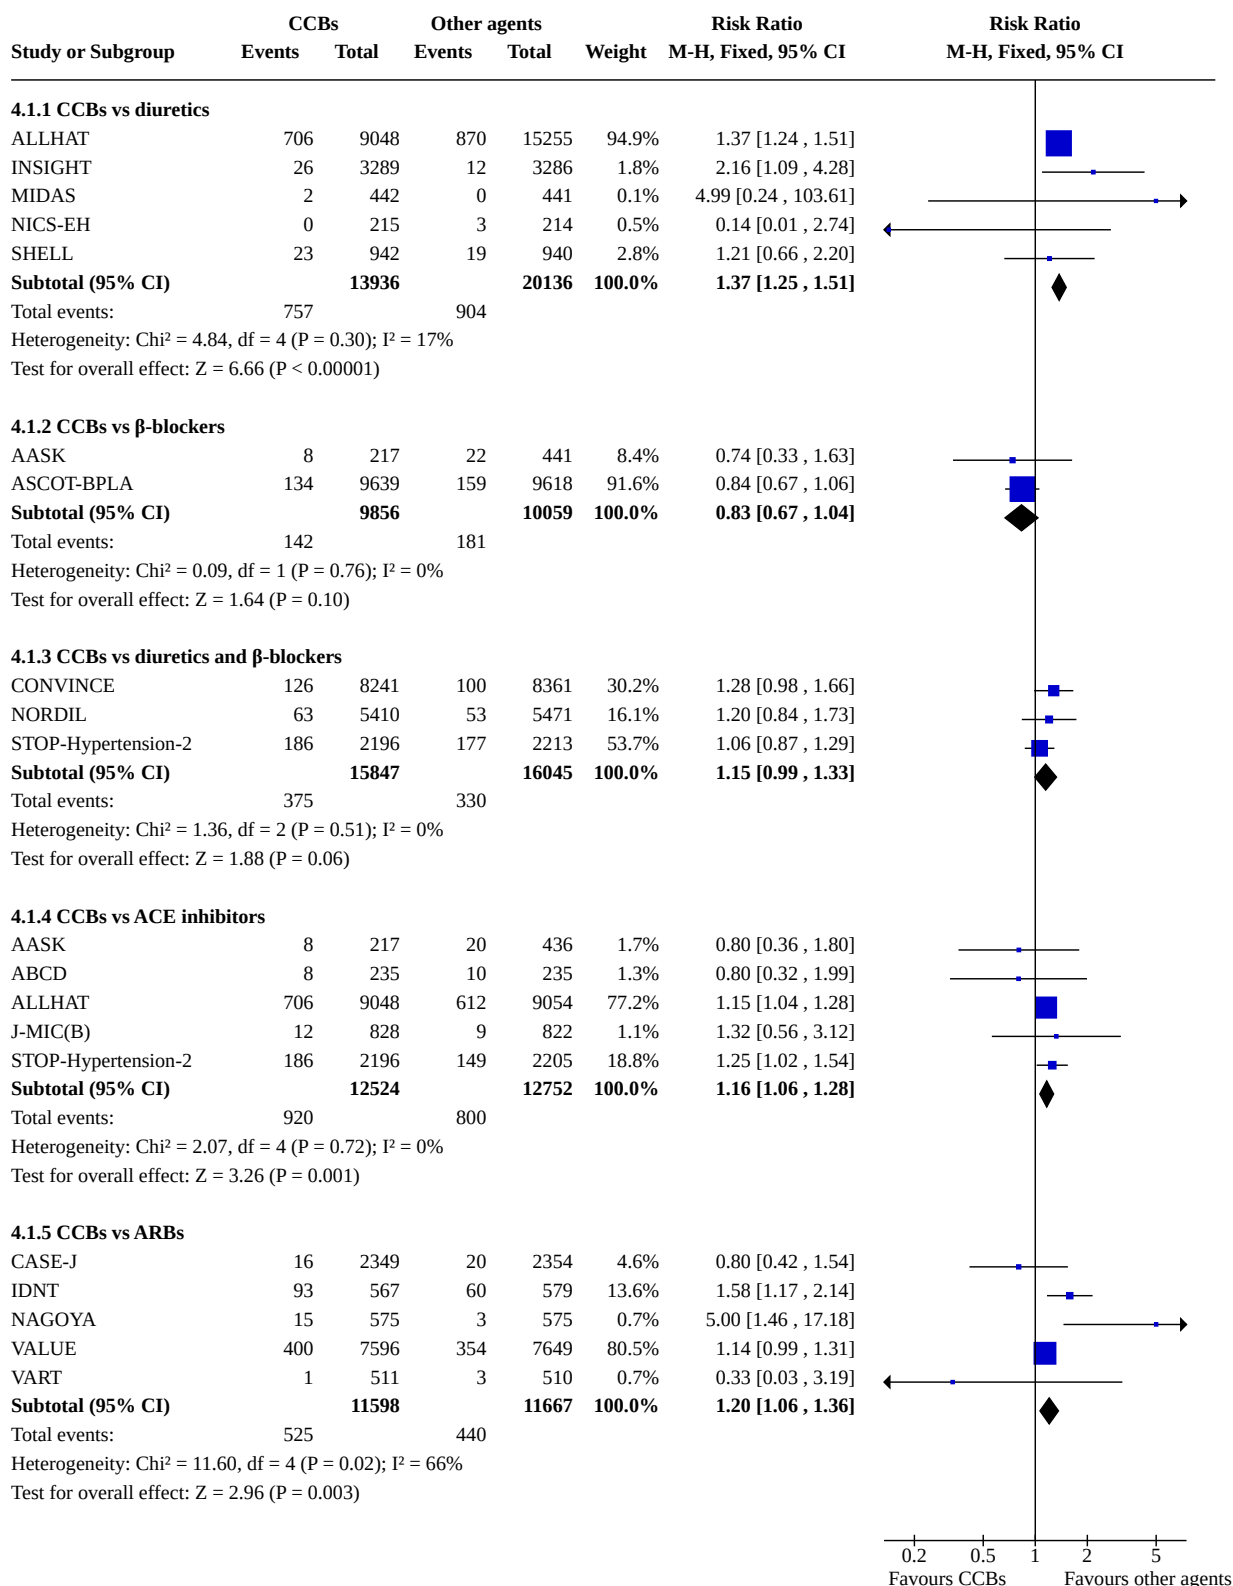 CCBs Other agents Risk Ratio Risk Ratio
Study or Subgroup Events Total Events Total Weight M-H, Fixed, 95% CI M-H, Fixed, 95% CI
4.1.1 CCBs vs diuretics
ALLHAT 706 9048 870 15255 94.9% 1.37 [1.24 , 1.51]
INSIGHT 26 3289 12 3286 1.8% 2.16 [1.09 , 4.28]
MIDAS 2 442 0 441 0.1% 4.99 [0.24 , 103.61]
NICS-EH 0 215 3 214 0.5% 0.14 [0.01 , 2.74]
SHELL 23 942 19 940 2.8% 1.21 [0.66 , 2.20]
Subtotal (95% CI) 13936 20136 100.0% 1.37 [1.25 , 1.51]
Total events: 757 904
Heterogeneity: Chi² = 4.84, df = 4 (P = 0.30); I² = 17%
Test for overall effect: Z = 6.66 (P < 0.00001)
4.1.2 CCBs vs β-blockers
AASK 8 217 22 441 8.4% 0.74 [0.33 , 1.63]
ASCOT-BPLA 134 9639 159 9618 91.6% 0.84 [0.67 , 1.06]
Subtotal (95% CI) 9856 10059 100.0% 0.83 [0.67 , 1.04]
Total events: 142 181
Heterogeneity: Chi² = 0.09, df = 1 (P = 0.76); I² = 0%
Test for overall effect: Z = 1.64 (P = 0.10)
4.1.3 CCBs vs diuretics and β-blockers
CONVINCE 126 8241 100 8361 30.2% 1.28 [0.98 , 1.66]
NORDIL 63 5410 53 5471 16.1% 1.20 [0.84 , 1.73]
STOP-Hypertension-2 186 2196 177 2213 53.7% 1.06 [0.87 , 1.29]
Subtotal (95% CI) 15847 16045 100.0% 1.15 [0.99 , 1.33]
Total events: 375 330
Heterogeneity: Chi² = 1.36, df = 2 (P = 0.51); I² = 0%
Test for overall effect: Z = 1.88 (P = 0.06)
4.1.4 CCBs vs ACE inhibitors
AASK 8 217 20 436 1.7% 0.80 [0.36 , 1.80]
ABCD 8 235 10 235 1.3% 0.80 [0.32 , 1.99]
ALLHAT 706 9048 612 9054 77.2% 1.15 [1.04 , 1.28]
J-MIC(B) 12 828 9 822 1.1% 1.32 [0.56 , 3.12]
STOP-Hypertension-2 186 2196 149 2205 18.8% 1.25 [1.02 , 1.54]
Subtotal (95% CI) 12524 12752 100.0% 1.16 [1.06 , 1.28]
Total events: 920 800
Heterogeneity: Chi² = 2.07, df = 4 (P = 0.72); I² = 0%
Test for overall effect: Z = 3.26 (P = 0.001)
4.1.5 CCBs vs ARBs
CASE-J 16 2349 20 2354 4.6% 0.80 [0.42 , 1.54]
IDNT 93 567 60 579 13.6% 1.58 [1.17 , 2.14]
NAGOYA 15 575 3 575 0.7% 5.00 [1.46 , 17.18]
VALUE 400 7596 354 7649 80.5% 1.14 [0.99 , 1.31]
VART 1 511 3 510 0.7% 0.33 [0.03 , 3.19]
Subtotal (95% CI) 11598 11667 100.0% 1.20 [1.06 , 1.36]
Total events: 525 440
Heterogeneity: Chi² = 11.60, df = 4 (P = 0.02); I² = 66%
Test for overall effect: Z = 2.96 (P = 0.003)
0.2 0.5 1 2 5
Favours CCBs Favours other agents